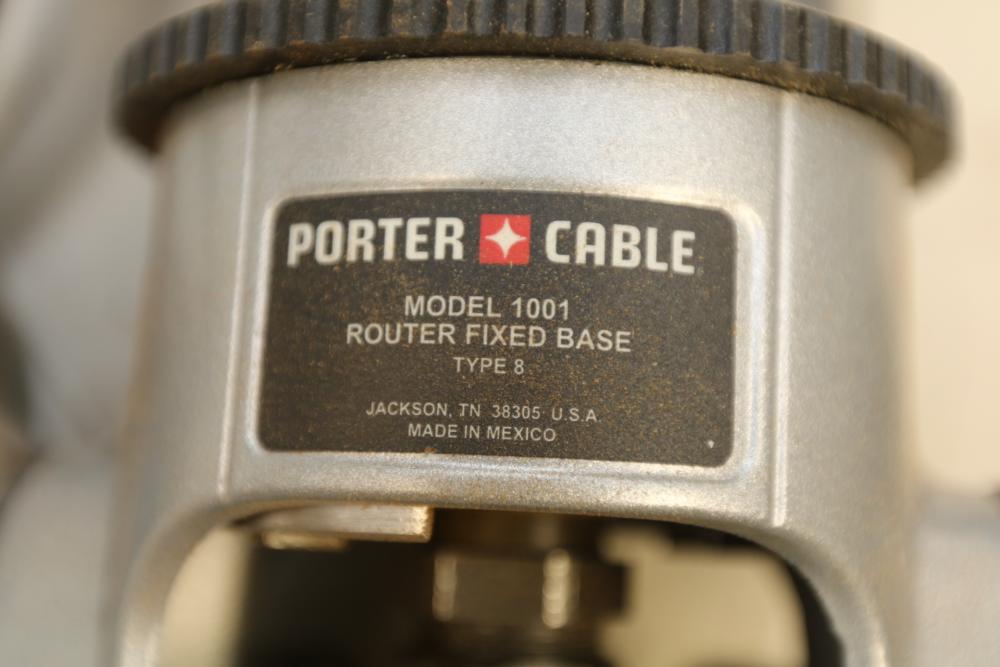 PORTER CABLE
MODEL 1001
ROUTER FIXED BASE
TYPE 8
JACKSON, TN 38305 U.S.A.
MADE IN MEXICO